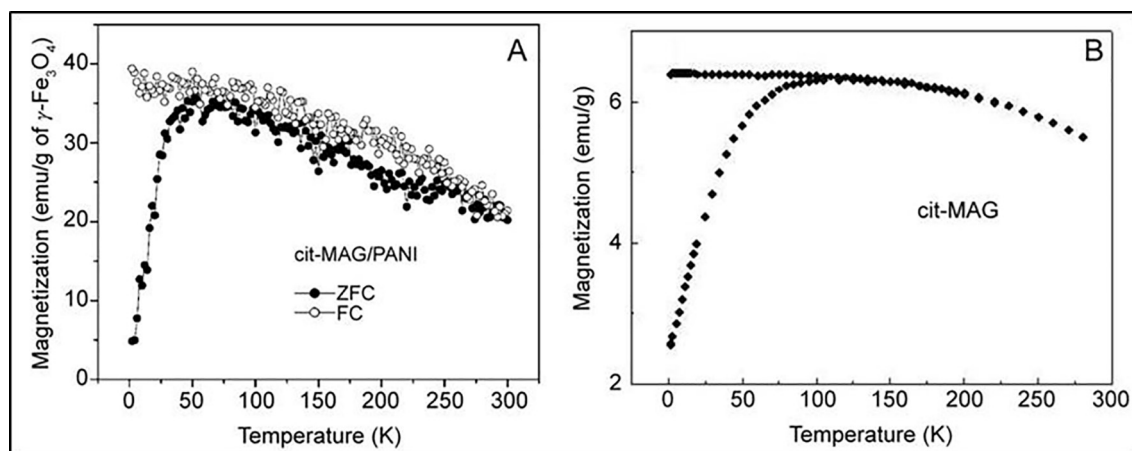 A
Magnetization (emu/g of γ-Fe3O4)
40
30
20
10
0
cit-MAG/PANI
ZFC
FC
0 50 100 150 200 250 300
Temperature (K)
B
Magnetization (emu/g)
6
4
2
cit-MAG
0 50 100 150 200 250 300
Temperature (K)